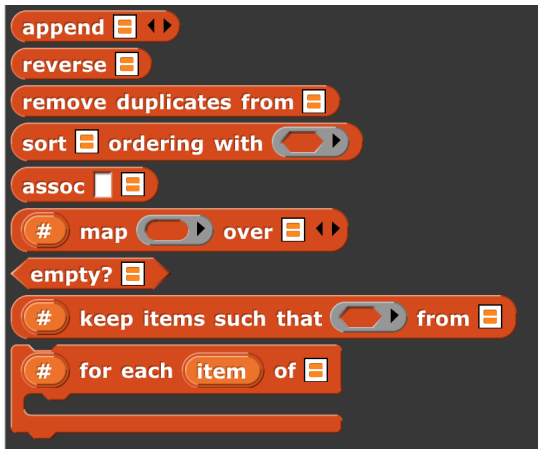 append
reverse
remove duplicates from
sort ordering with
assoc
# map over
empty?
# keep items such that from
# for each item of